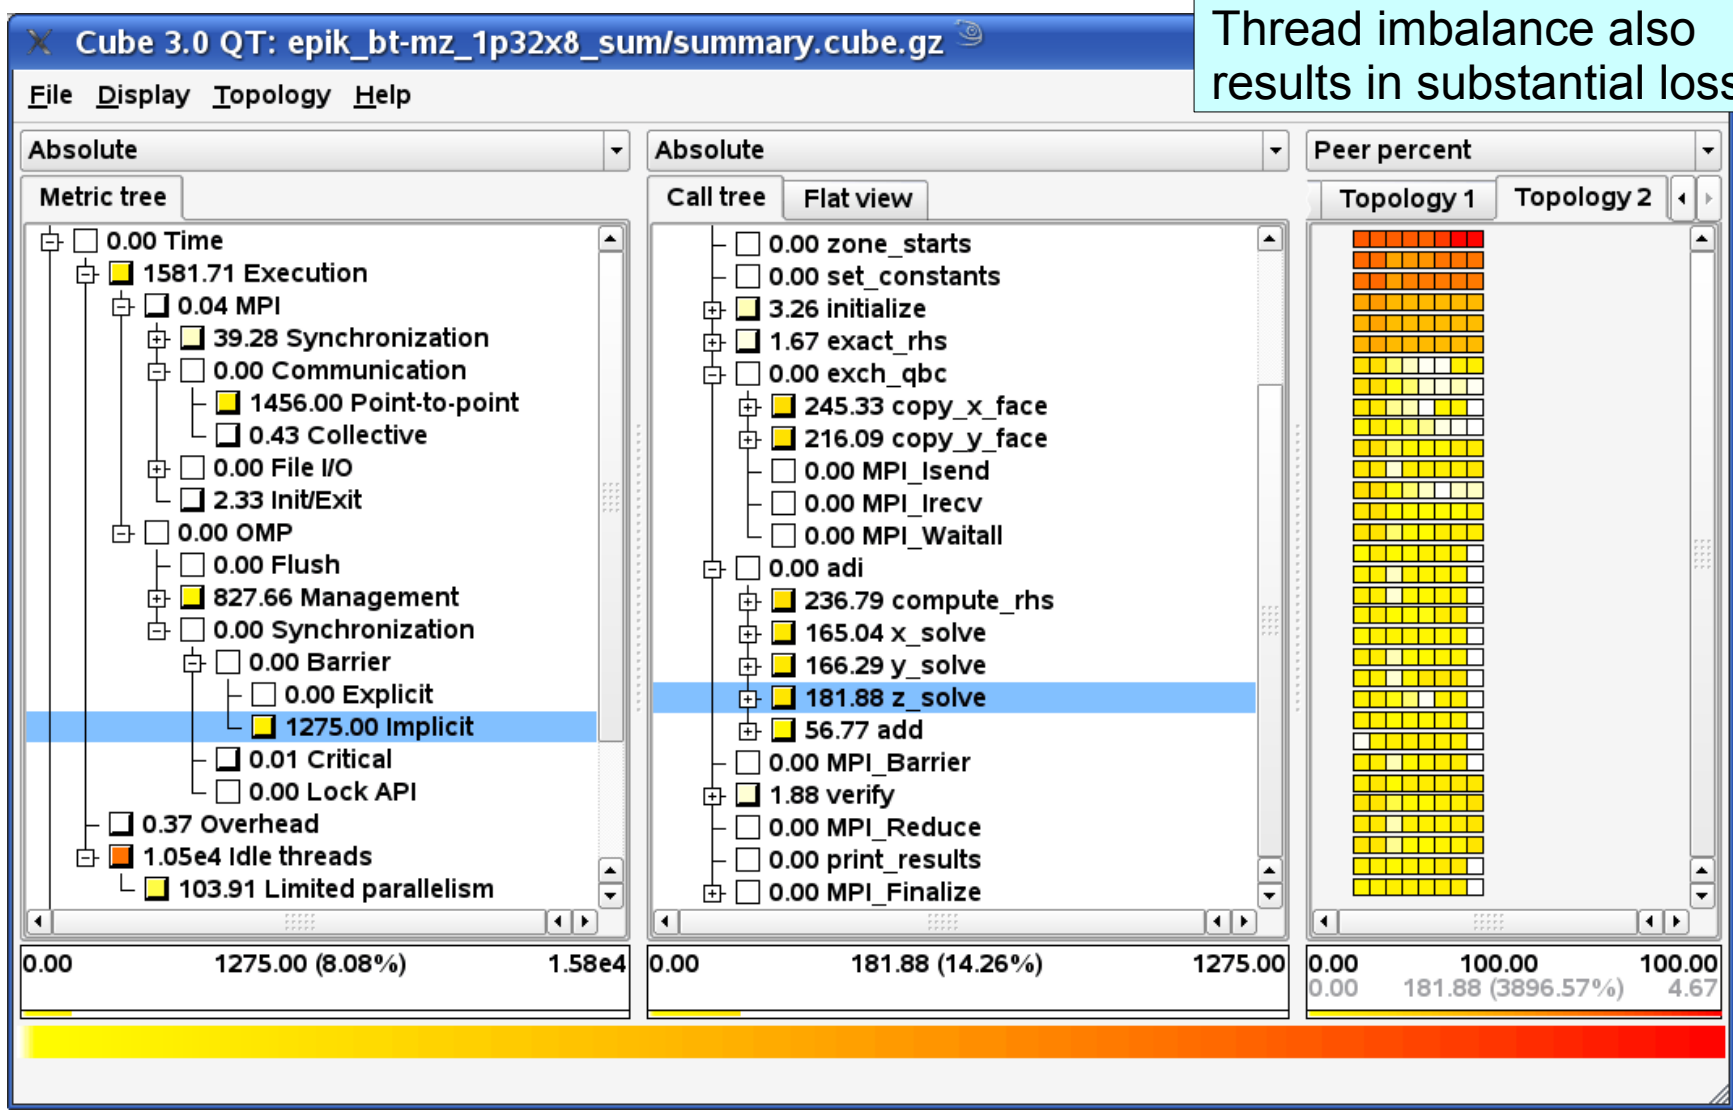 Thread imbalance also
results in substantial loss
Cube 3.0 QT: epik_bt-mz_1p32x8_sum/summary.cube.gz
File Display Topology Help
Absolute
Metric tree
0.00 Time
1581.71 Execution
0.04 MPI
39.28 Synchronization
0.00 Communication
1456.00 Point-to-point
0.43 Collective
0.00 File I/O
2.33 Init/Exit
0.00 OMP
0.00 Flush
827.66 Management
0.00 Synchronization
0.00 Barrier
0.00 Explicit
1275.00 Implicit
0.01 Critical
0.00 Lock API
0.37 Overhead
1.05e4 Idle threads
103.91 Limited parallelism
0.00 1275.00 (8.08%) 1.58e4
Absolute
Call tree Flat view
0.00 zone_starts
0.00 set_constants
3.26 initialize
1.67 exact_rhs
0.00 exch_qbc
245.33 copy_x_face
216.09 copy_y_face
0.00 MPI_Isend
0.00 MPI_Irecv
0.00 MPI_Waitall
0.00 adi
236.79 compute_rhs
165.04 x_solve
166.29 y_solve
181.88 z_solve
56.77 add
0.00 MPI_Barrier
1.88 verify
0.00 MPI_Reduce
0.00 print_results
0.00 MPI_Finalize
0.00 181.88 (14.26%) 1275.00
Peer percent
Topology 1 Topology 2
0.00 100.00 100.00
0.00 181.88 (3896.57%) 4.67